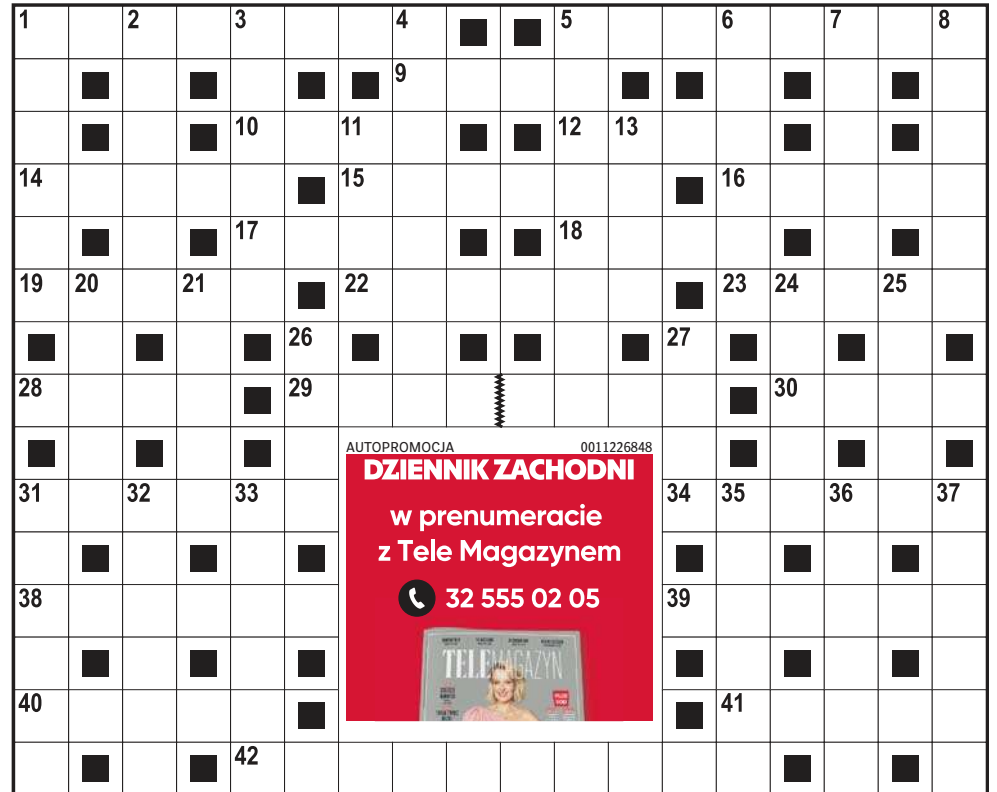 1 2 3 4 5 6 7 8
9
10 11 12 13
14 15 16
17 18
19 20 21 22 23 24 25
26 27
28 29 30
AUTOPROMOCJA 0011226848
DZIENNIK ZACHODNI
31 32 33 34 35 36 37
w prenumeracie
z Tele Magazynem
38 32 555 02 05 39
TELEMAGAZYN
40 41
42